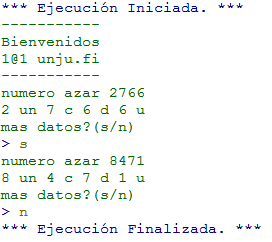 *** Ejecución Iniciada. ***
-----------
Bienvenidos
1@1 unju.fi
-----------
numero azar 2766
2 un 7 c 6 d 6 u
mas datos?(s/n)
> s
numero azar 8471
8 un 4 c 7 d 1 u
mas datos?(s/n)
> n
*** Ejecución Finalizada. ***